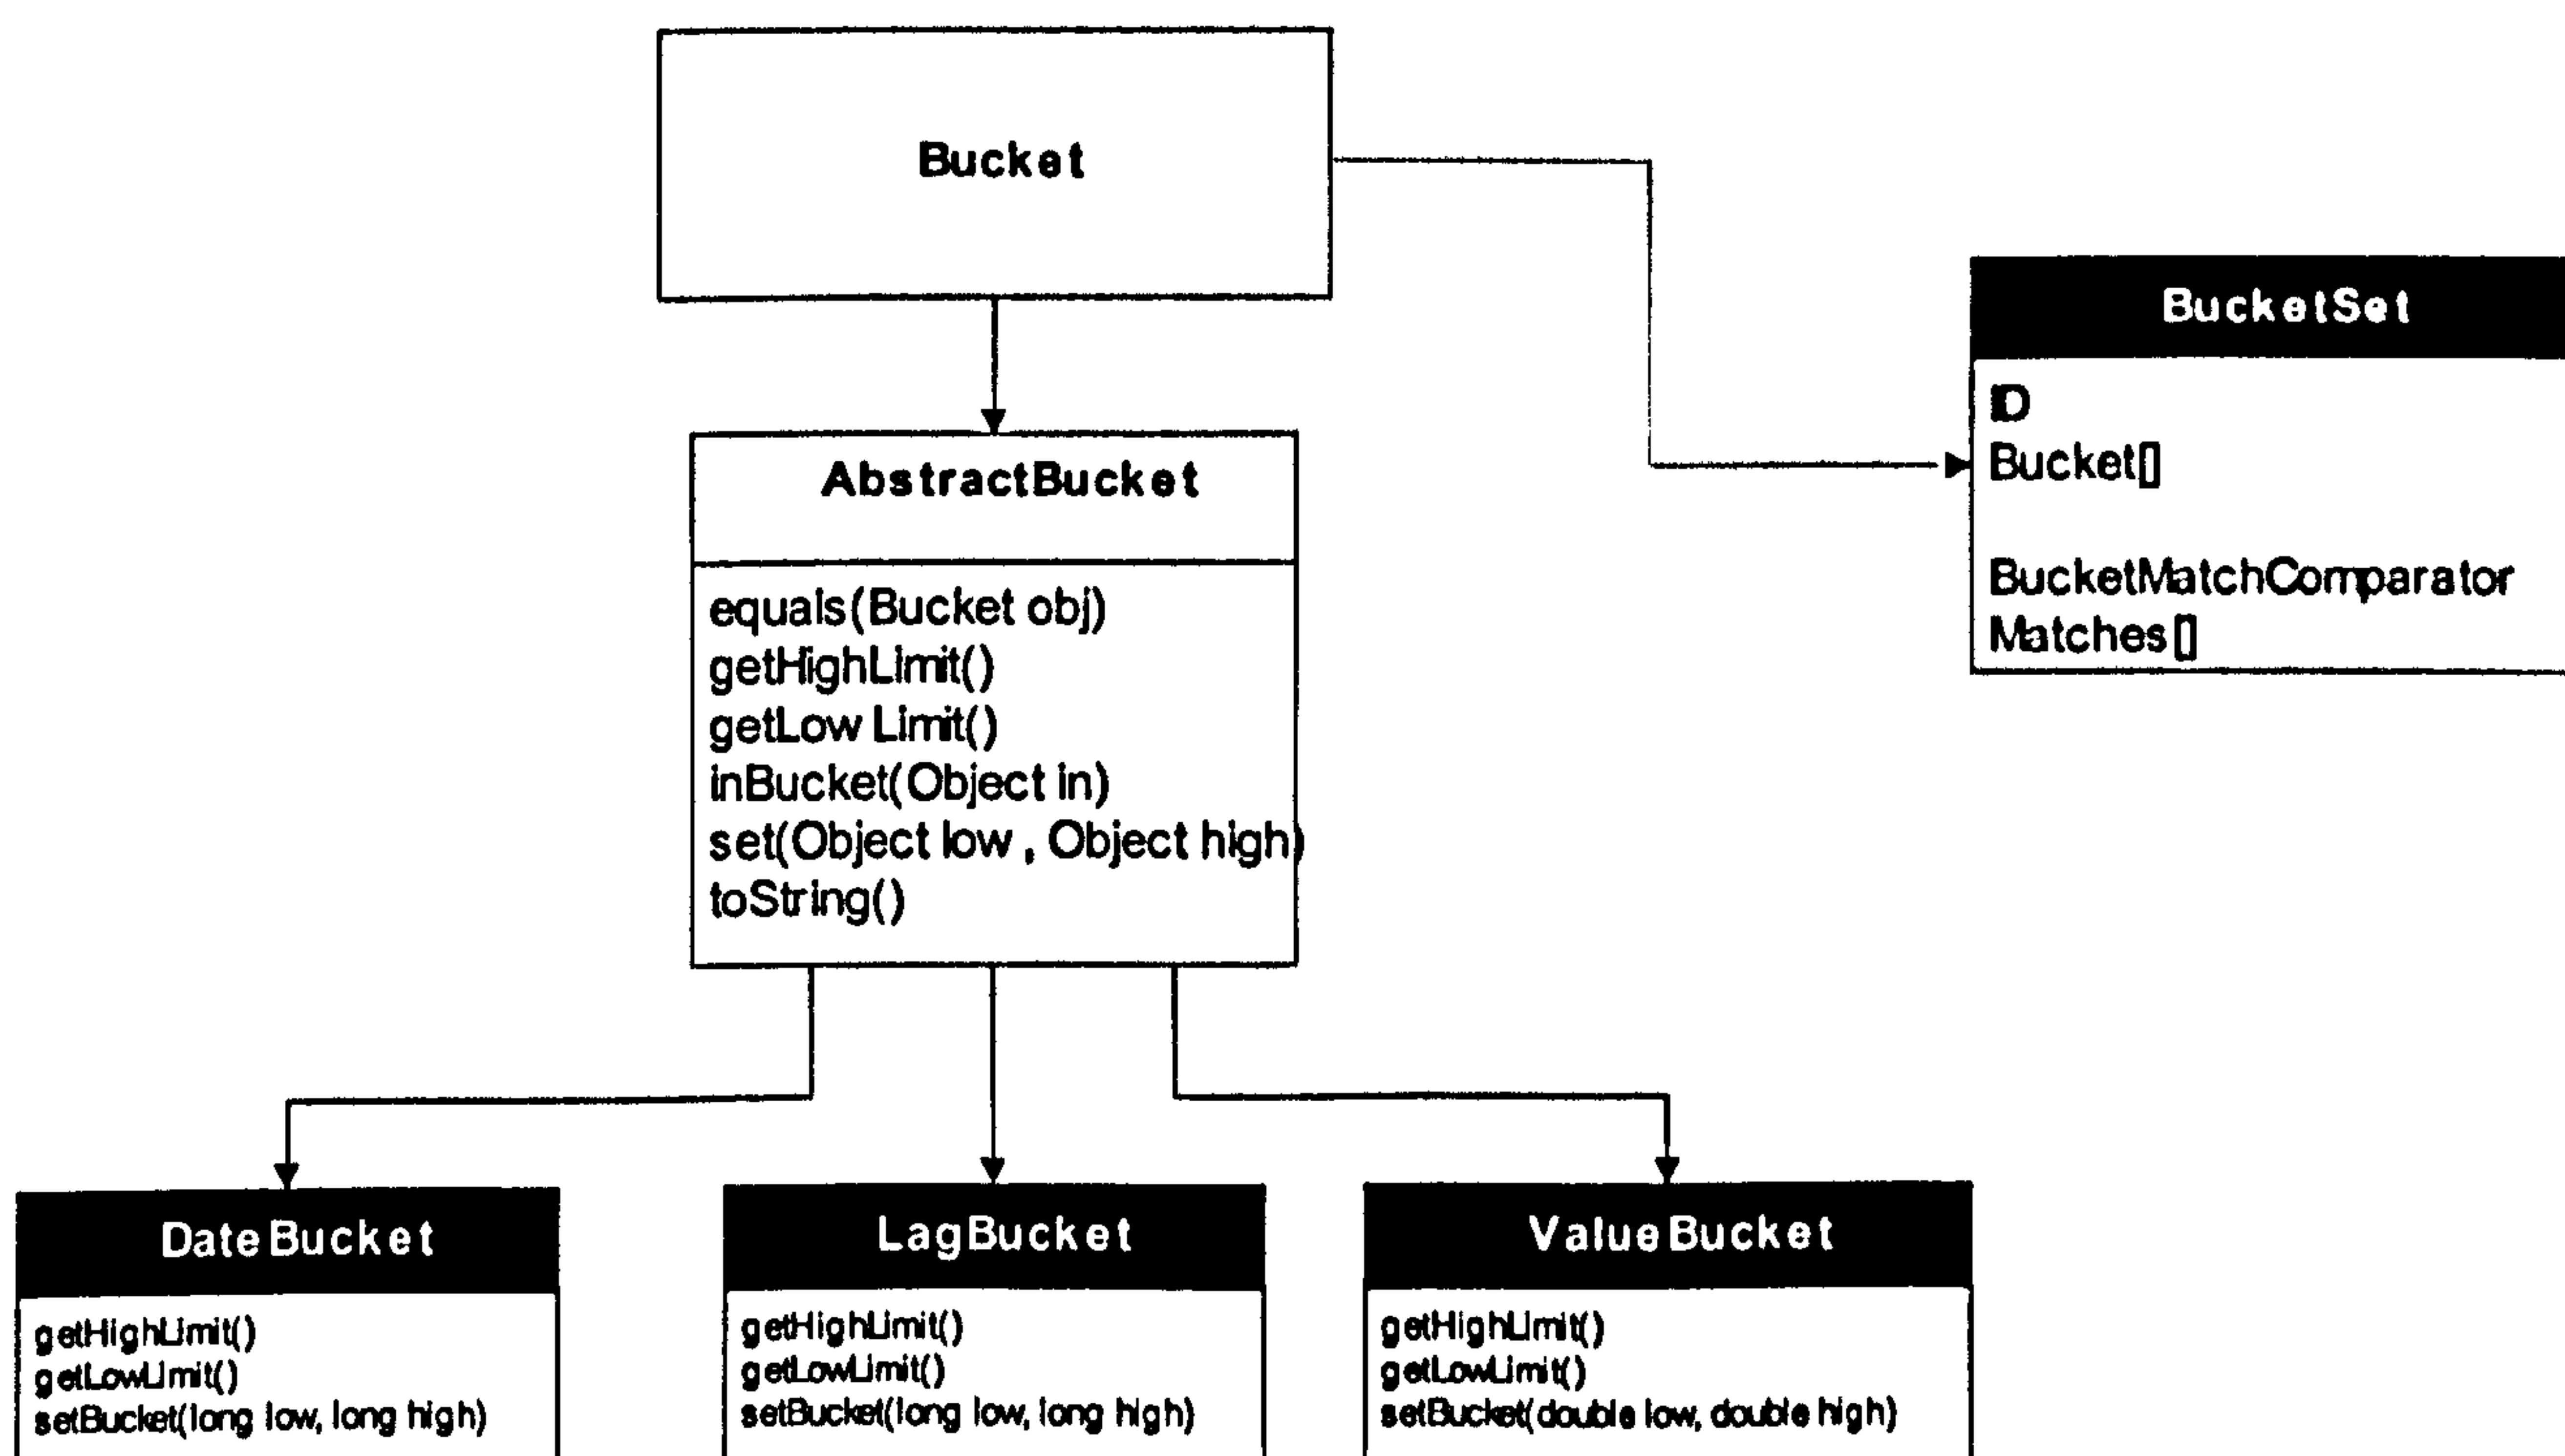 Bucket
BucketSet
ID
Bucket[]
BucketMatchComparator
Matches[]
AbstractBucket
equals(Bucket obj)
getHighLimit()
getLow Limit()
inBucket(Object in)
set(Object low , Object high)
toString()
DateBucket
getHighLimit()
getLowLimit()
setBucket(long low, long high)
LagBucket
getHighLimit()
getLowLimit()
setBucket(long low, long high)
ValueBucket
getHighLimit()
getLowLimit()
setBucket(double low, double high)